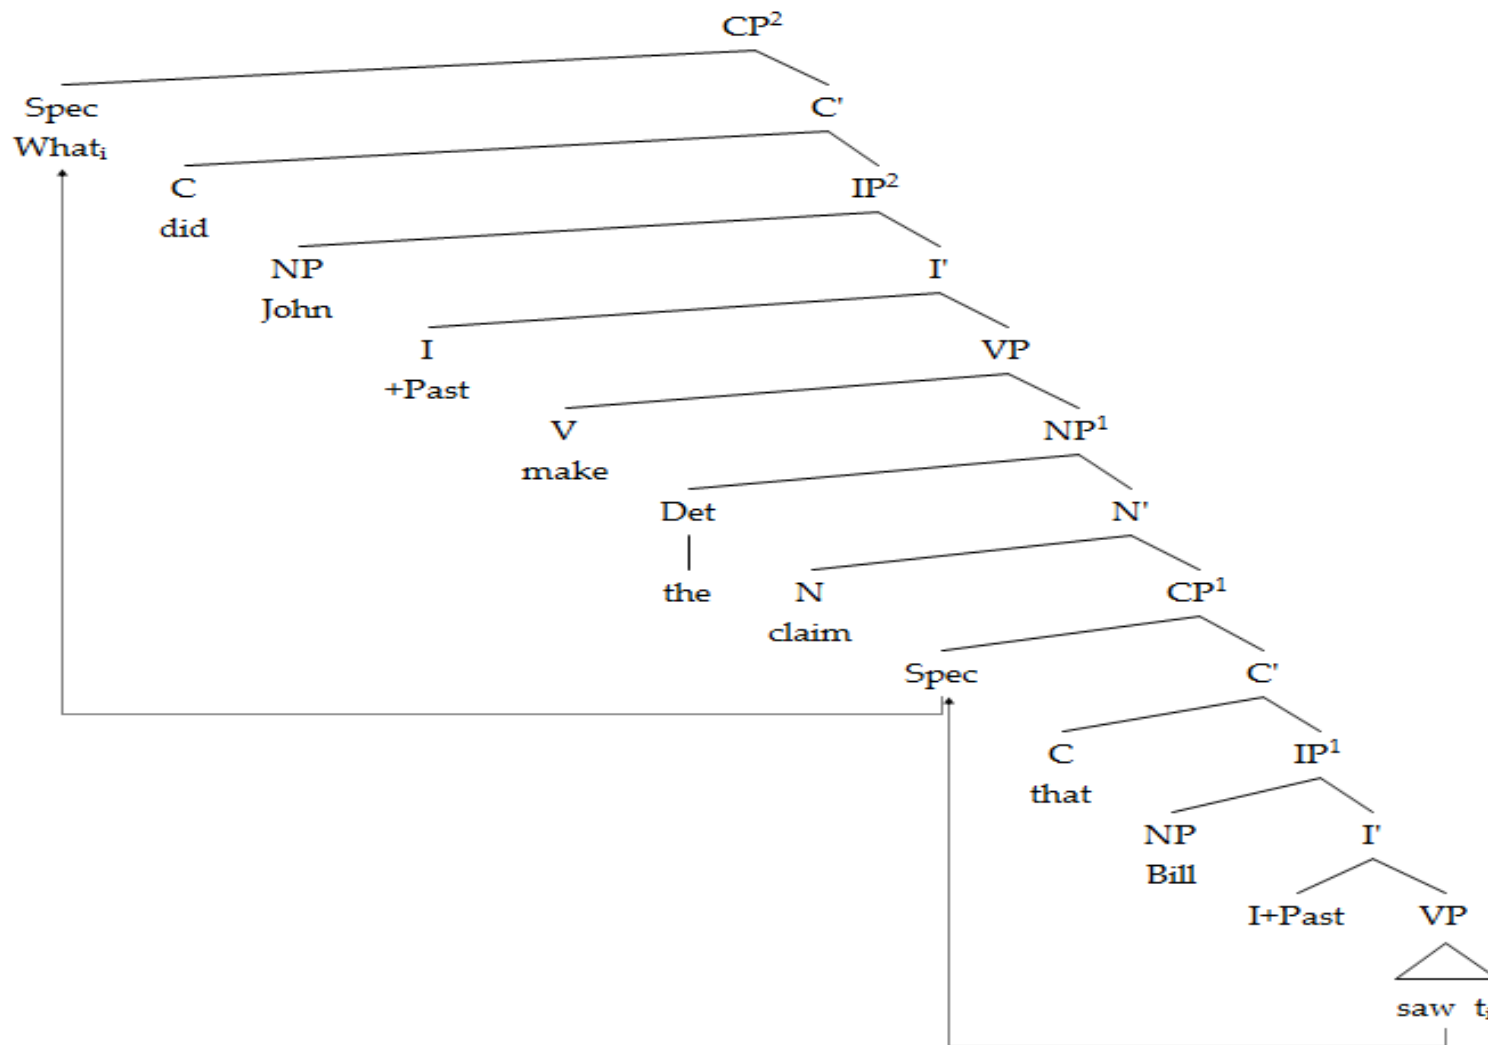 CP²
Spec C'
Whatᵢ
C IP²
did
NP I'
John
I VP
+Past
V NP¹
make
Det N'
the N CP¹
claim
Spec C'
C IP¹
that
NP I'
Bill
I+Past VP
saw tᵢ